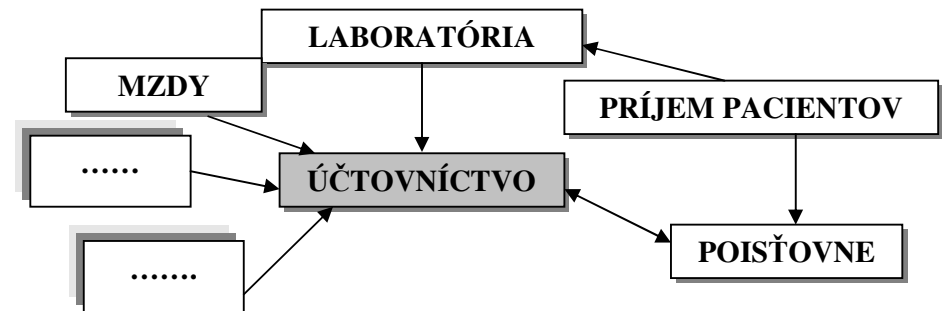 LABORATÓRIA
MZDY
PRÍJEM PACIENTOV
......
ÚČTOVNÍCTVO
POISŤOVNE
.......